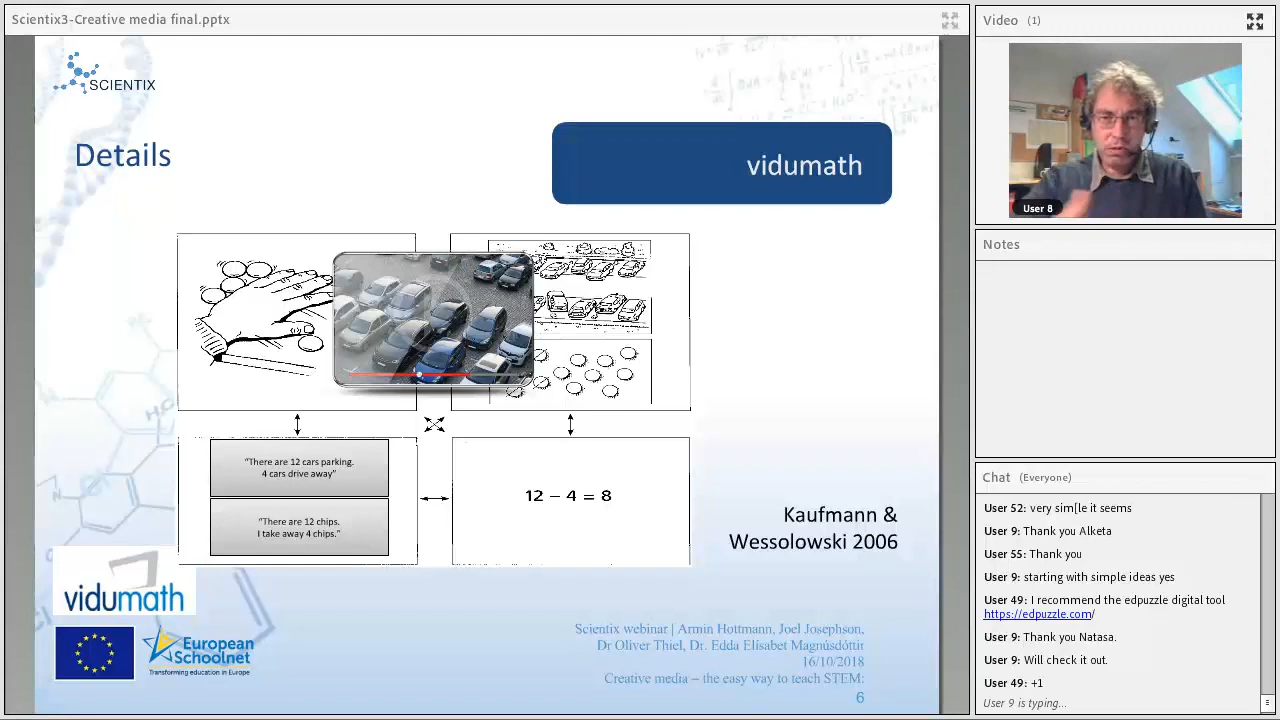 Scientix3-Creative media final.pptx
SCIENTIX
Details
vidumath
"There are 12 cars parking.
4 cars drive away"
"There are 12 chips.
I take away 4 chips."
12 − 4 = 8
Kaufmann &
Wessolowski 2006
vidumath
European
Schoolnet
Transforming education in Europe
Scientix webinar | Armin Hottmann, Joel Josephson,
Dr Oliver Thiel, Dr. Edda Elísabet Magnúsdóttir
16/10/2018
Creative media – the easy way to teach STEM:
6
Video (1)
User 8
Notes
Chat (Everyone)
User 52: very sim[le it seems
User 9: Thank you Alketa
User 55: Thank you
User 9: starting with simple ideas yes
User 49: I recommend the edpuzzle digital tool
https://edpuzzle.com/
User 9: Thank you Natasa.
User 9: Will check it out.
User 49: +1
User 9 is typing...